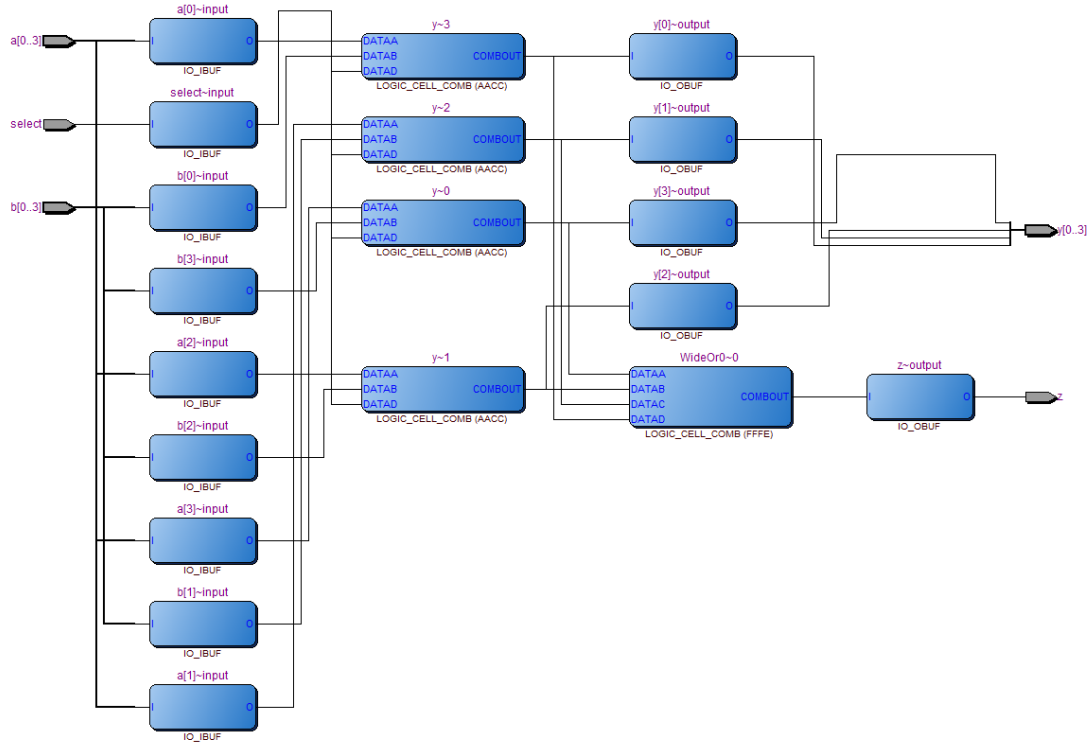 a[0]~input
y~3
y[0]~output
a[0..3]
I
O
DATAA
DATAB
DATAD
COMBOUT
I
O
IO_IBUF
LOGIC_CELL_COMB (AACC)
IO_OBUF
select~input
y~2
y[1]~output
select
I
O
DATAA
DATAB
DATAD
COMBOUT
I
O
IO_IBUF
LOGIC_CELL_COMB (AACC)
IO_OBUF
b[0]~input
y~0
y[3]~output
b[0..3]
I
O
DATAA
DATAB
DATAD
COMBOUT
I
O
y[0..3]
IO_IBUF
LOGIC_CELL_COMB (AACC)
IO_OBUF
b[3]~input
y[2]~output
I
O
I
O
IO_IBUF
IO_OBUF
a[2]~input
y~1
WideOr0~0
z~output
I
O
DATAA
DATAB
DATAD
COMBOUT
DATAA
DATAB
DATAC
DATAD
COMBOUT
I
O
z
IO_IBUF
LOGIC_CELL_COMB (AACC)
LOGIC_CELL_COMB (FFFE)
IO_OBUF
b[2]~input
I
O
IO_IBUF
a[3]~input
I
O
IO_IBUF
b[1]~input
I
O
IO_IBUF
a[1]~input
I
O
IO_IBUF